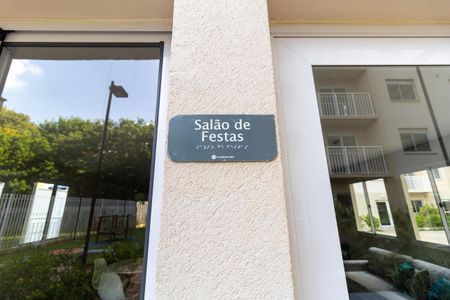 Salão de
Festas